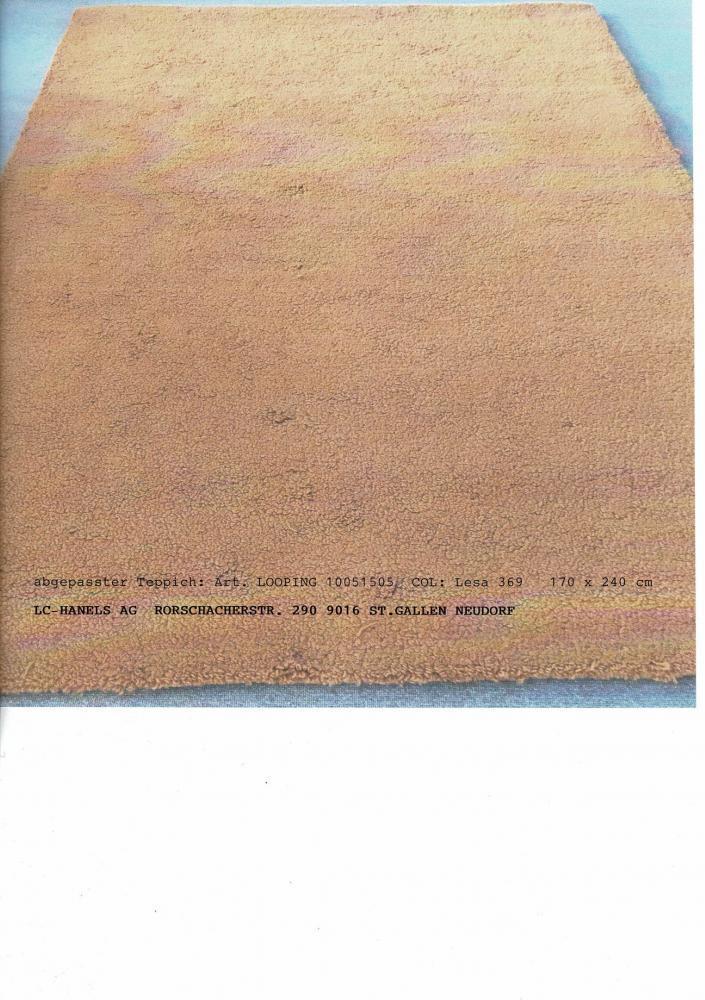 abgepasster Teppich: Art. LOOPING 10051505, COL: Lesa 369 170 x 240 cm
LC-HANELS AG RORSCHACHERSTR. 290 9016 ST.GALLEN NEUDORF